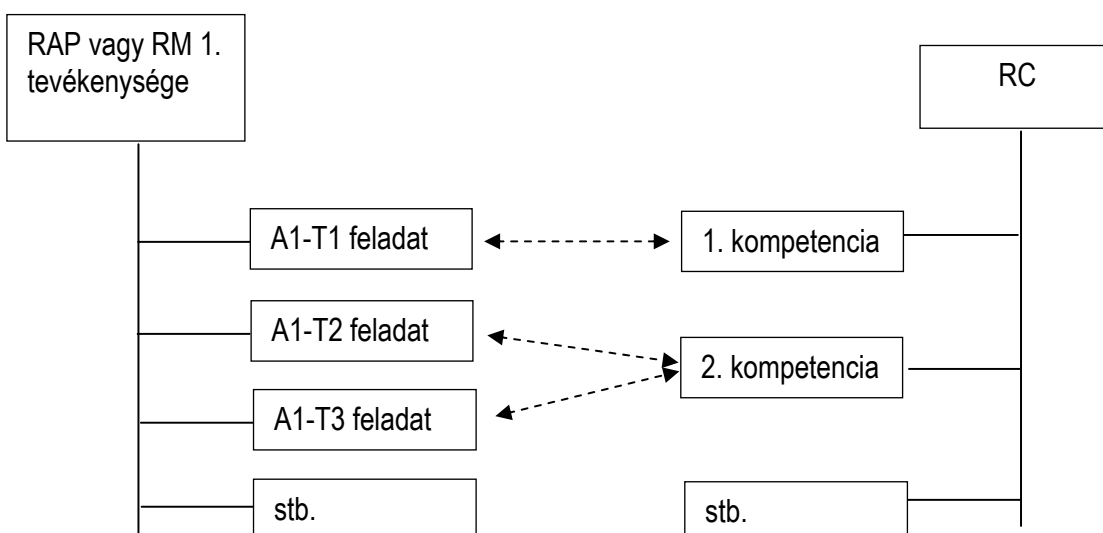 RAP vagy RM 1.
tevékenysége
RC
A1-T1 feladat
1. kompetencia
A1-T2 feladat
2. kompetencia
A1-T3 feladat
stb.
stb.